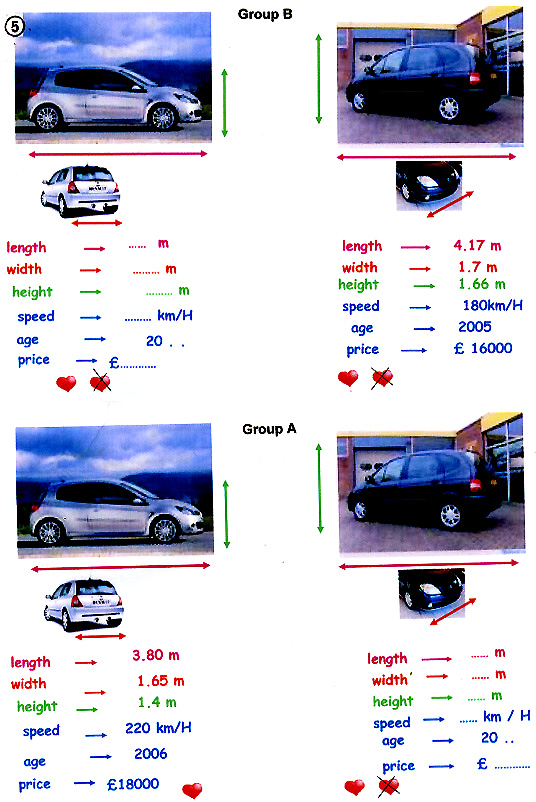 5
Group B
length → ...... m
width → ......... m
height → ......... m
speed → ......... km/H
age → 20 . .
price → £............
length → 4.17 m
width → 1.7 m
height → 1.66 m
speed → 180km/H
age → 2005
price → £ 16000
Group A
length → 3.80 m
width → 1.65 m
height → 1.4 m
speed → 220 km/H
age → 2006
price → £18000
length → ...... m
width → ...... m
height → ...... m
speed → ...... km / H
age → 20 ..
price → £ ............